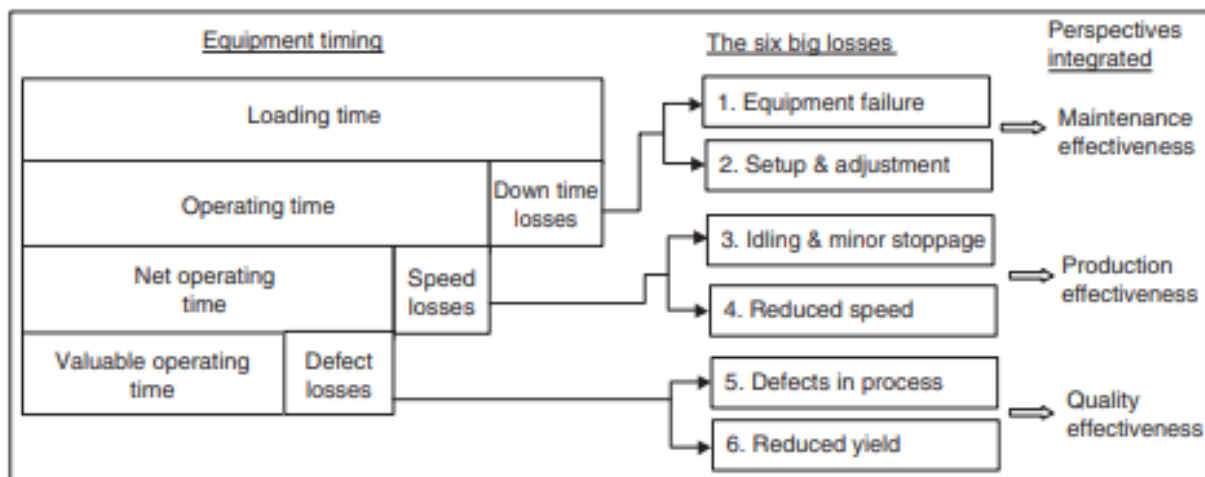 Equipment timing
The six big losses
Perspectives
integrated
Loading time
1. Equipment failure
Maintenance
effectiveness
2. Setup & adjustment
Operating time
Down time
losses
3. Idling & minor stoppage
Net operating
time
Speed
losses
Production
effectiveness
4. Reduced speed
Valuable operating
time
Defect
losses
5. Defects in process
Quality
effectiveness
6. Reduced yield